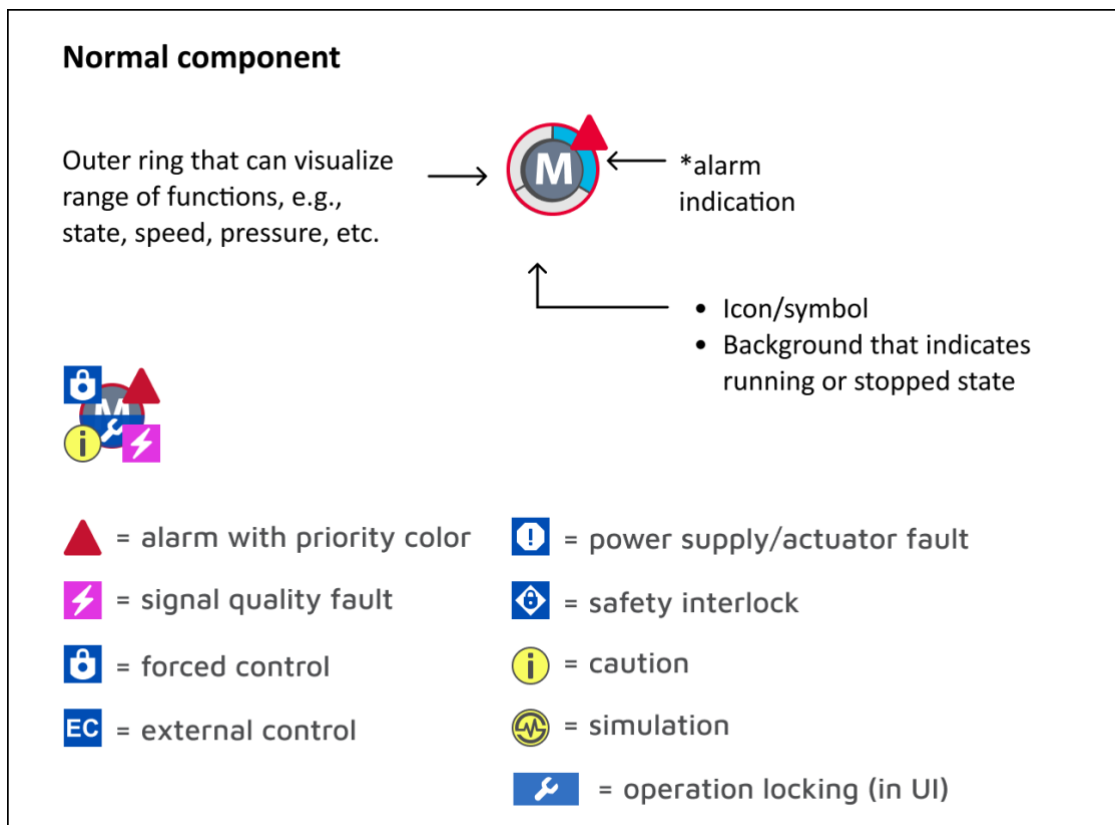 Normal component
Outer ring that can visualize
range of functions, e.g.,
state, speed, pressure, etc.
M
*alarm
indication
• Icon/symbol
• Background that indicates
running or stopped state
M
i
= alarm with priority color
= signal quality fault
= forced control
EC = external control
! = power supply/actuator fault
= safety interlock
i = caution
= simulation
= operation locking (in UI)